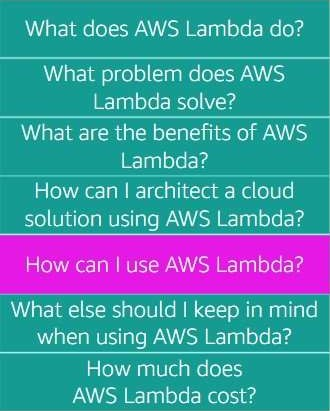 What does AWS Lambda do?
What problem does AWS
Lambda solve?
What are the benefits of AWS
Lambda?
How can I architect a cloud
solution using AWS Lambda?
How can I use AWS Lambda?
What else should I keep in mind
when using AWS Lambda?
How much does
AWS Lambda cost?